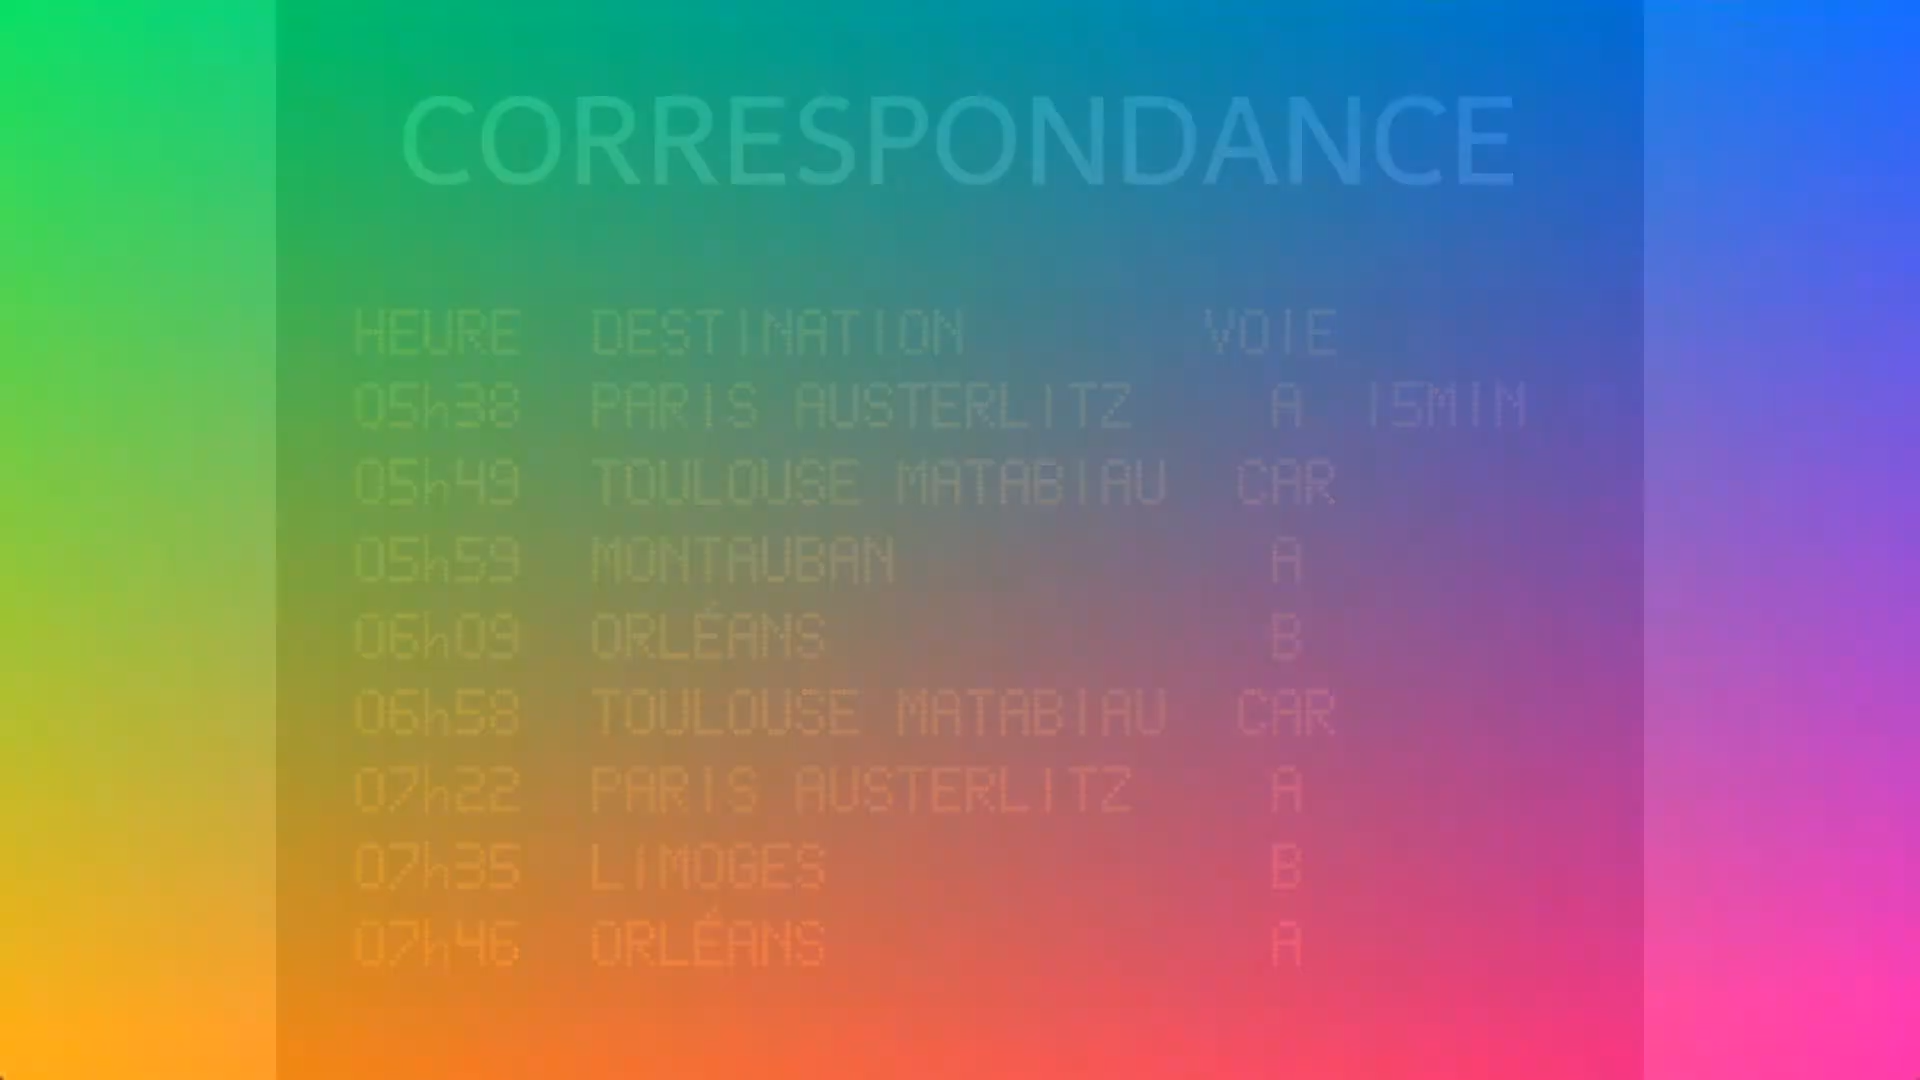 CORRESPONDANCE
HEURE DESTINATION VOIE
05h38 PARIS AUSTERLITZ A 15MIN
05h49 TOULOUSE MATABIAU CAR
05h59 MONTAUBAN A
06h09 ORLÉANS B
06h58 TOULOUSE MATABIAU CAR
07h22 PARIS AUSTERLITZ A
07h35 LIMOGES B
07h46 ORLÉANS A